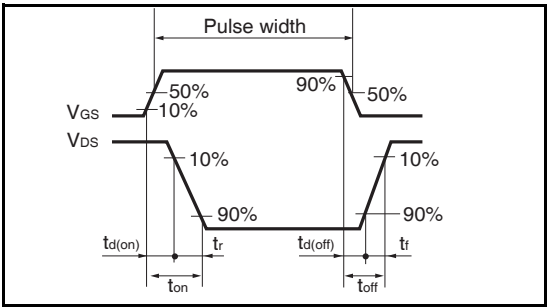 Pulse width
90%
50%
50%
10%
VGS
VDS
10%
10%
90%
90%
td(on)
tr
td(off)
tf
ton
toff